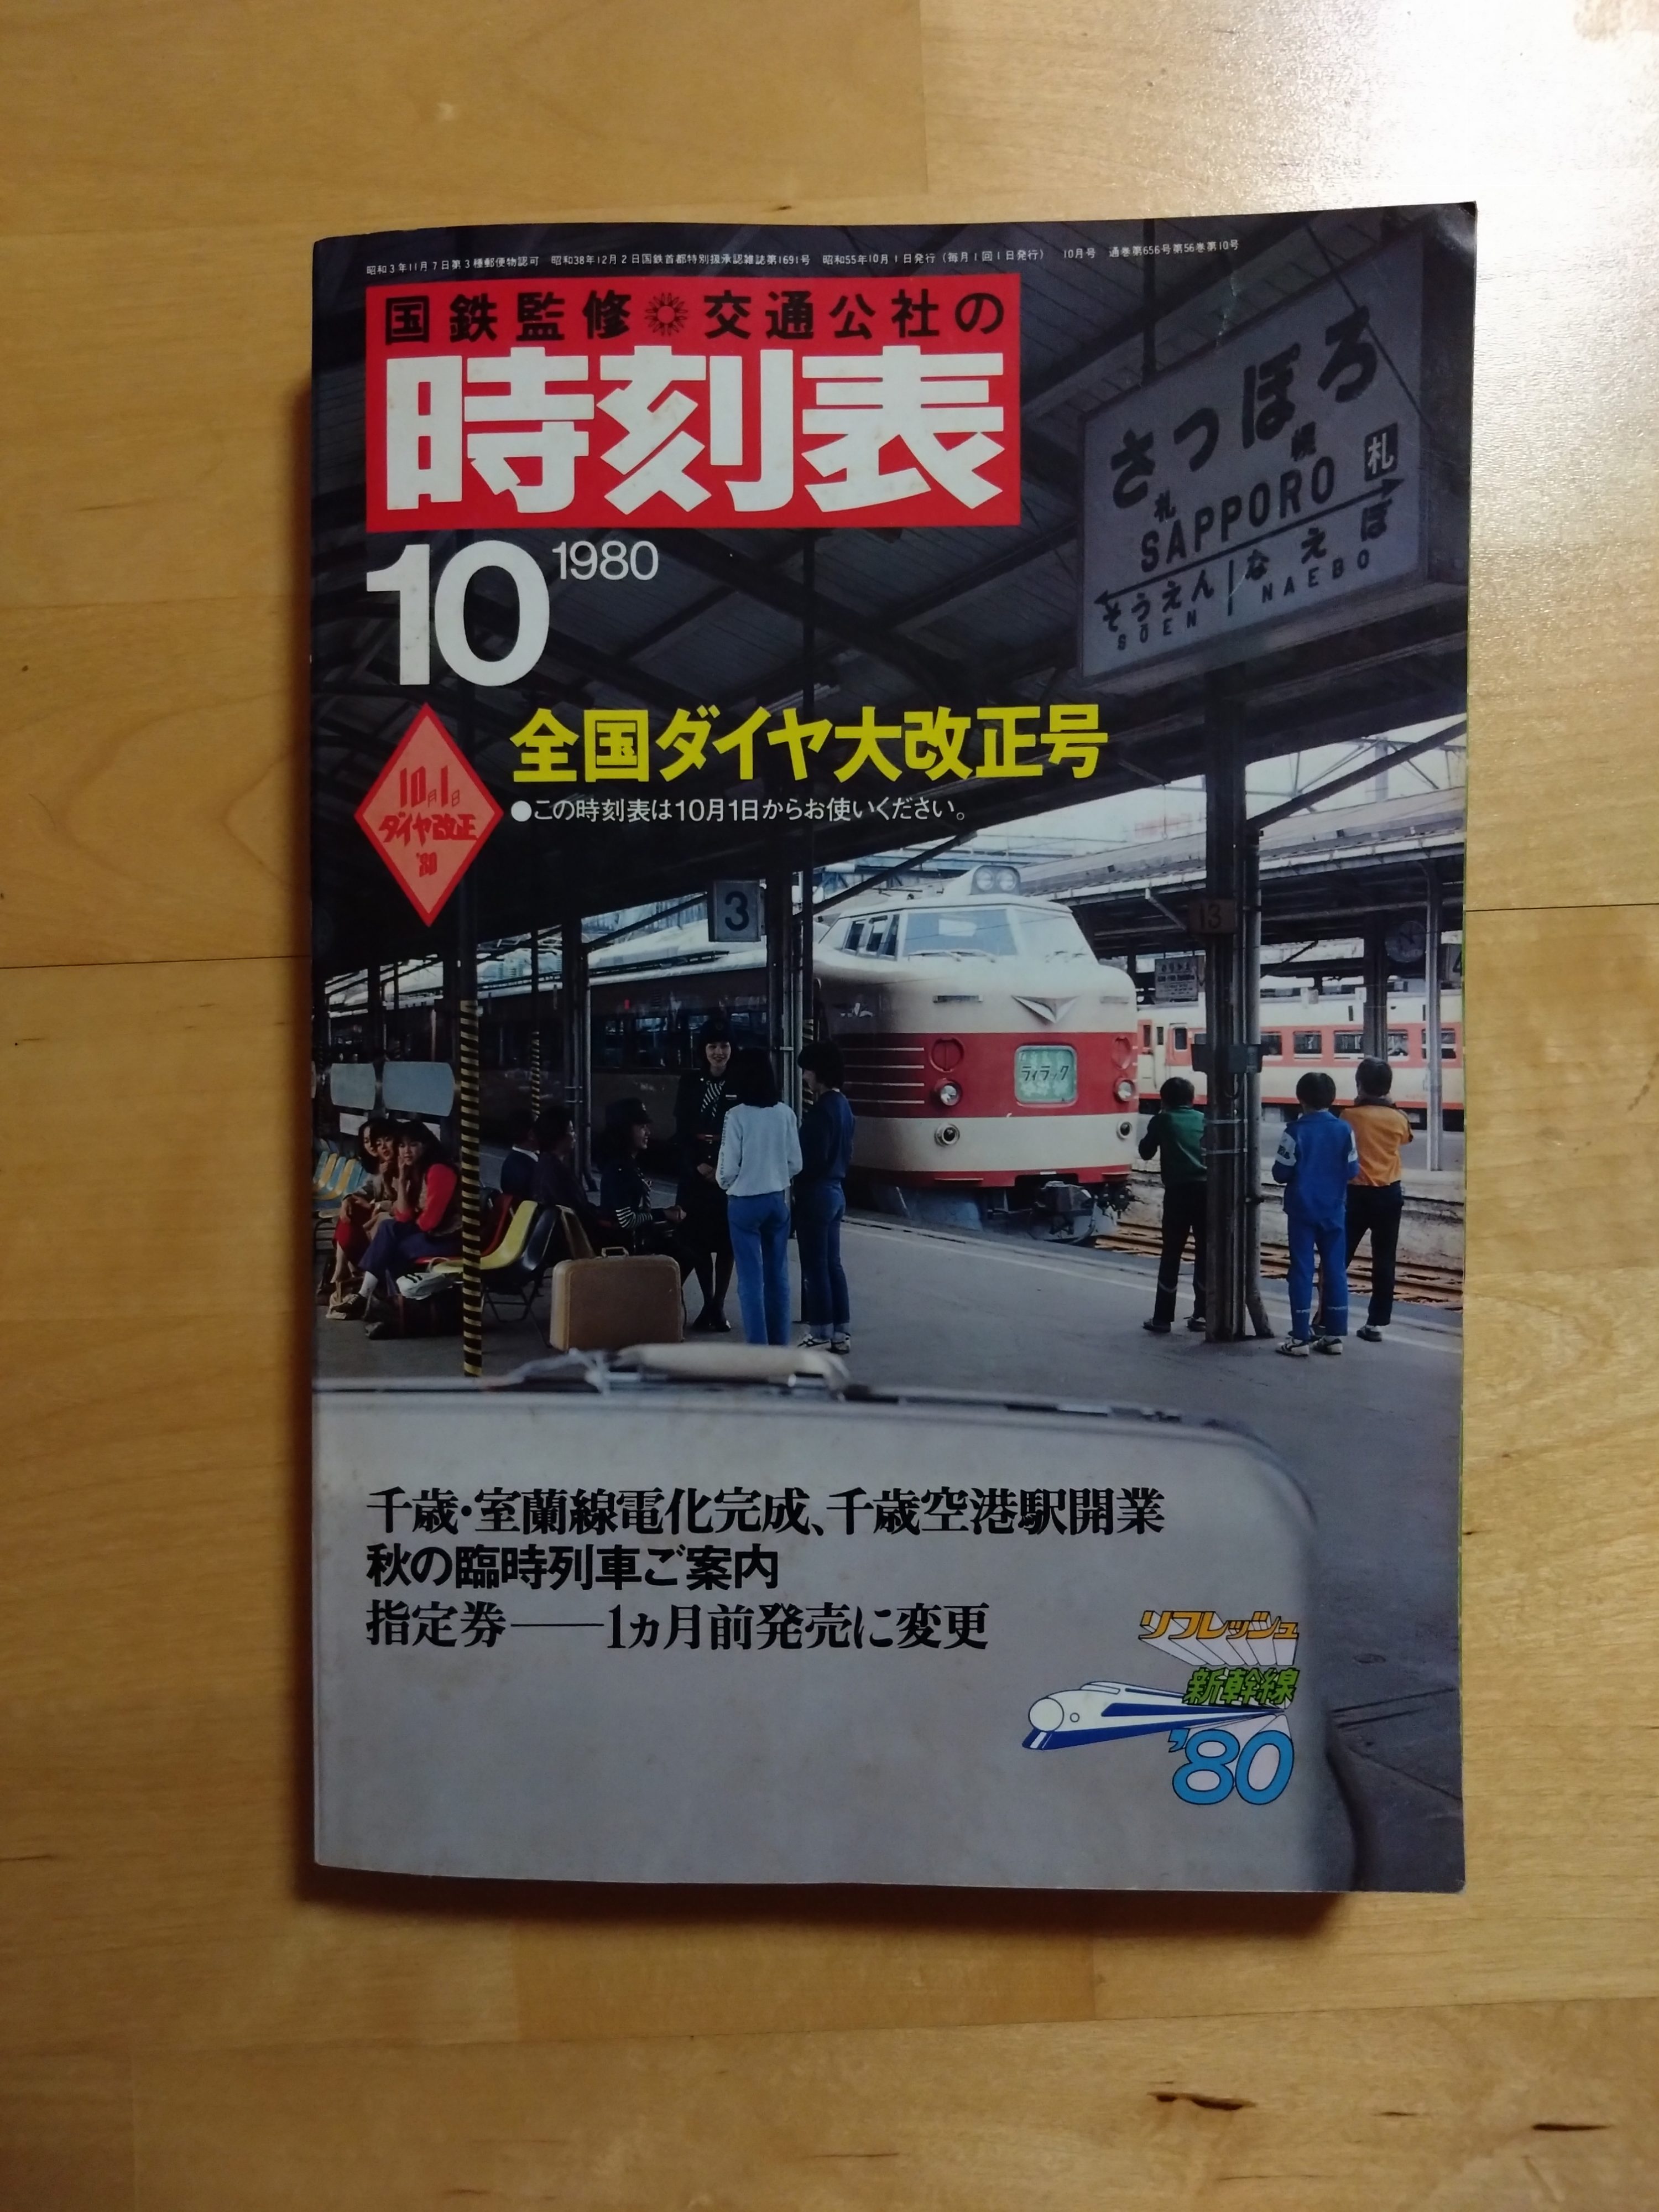 昭和3年11月7日第3種郵便物認可 昭和38年12月2日国鉄首都特別扱承認雑誌第1691号 昭和55年10月1日発行(毎月1回1日発行) 10月号 通巻第656号第56巻第10号
国鉄監修 交通公社の
時刻表
10 1980
さっぽろ
札幌
SAPPORO 札
そうえん なえぼ
SŌEN NAEBO
全国ダイヤ大改正号
●この時刻表は10月1日からお使いください。
10月1日
ダイヤ改正
'80
3
13
ライラック
千歳・室蘭線電化完成、千歳空港駅開業
秋の臨時列車ご案内
指定券──1ヵ月前発売に変更
リフレッシュ
新幹線
'80